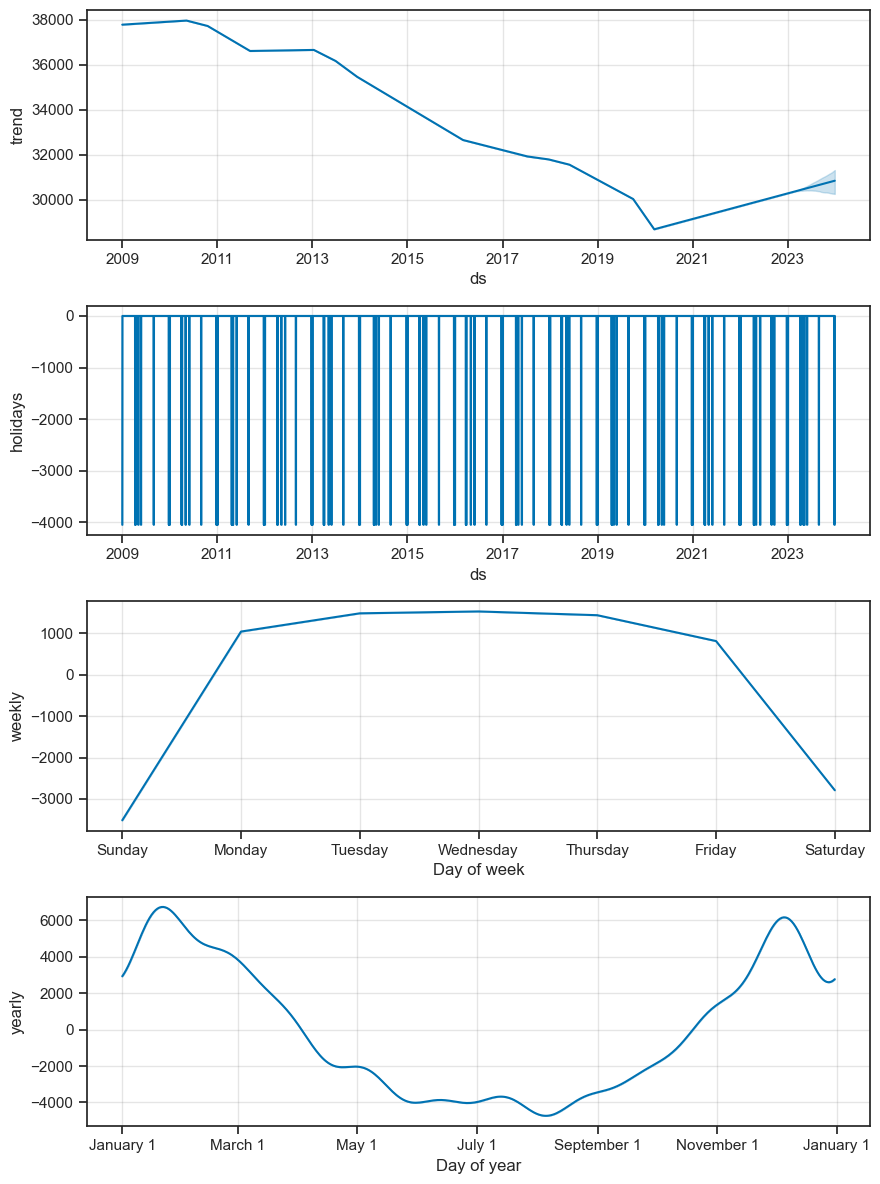 38000
36000
34000
32000
30000
trend
2009 2011 2013 2015 2017 2019 2021 2023
ds
0
−1000
−2000
−3000
−4000
holidays
2009 2011 2013 2015 2017 2019 2021 2023
ds
1000
0
−1000
−2000
−3000
weekly
Sunday Monday Tuesday Wednesday Thursday Friday Saturday
Day of week
6000
4000
2000
0
−2000
−4000
yearly
January 1 March 1 May 1 July 1 September 1 November 1 January 1
Day of year